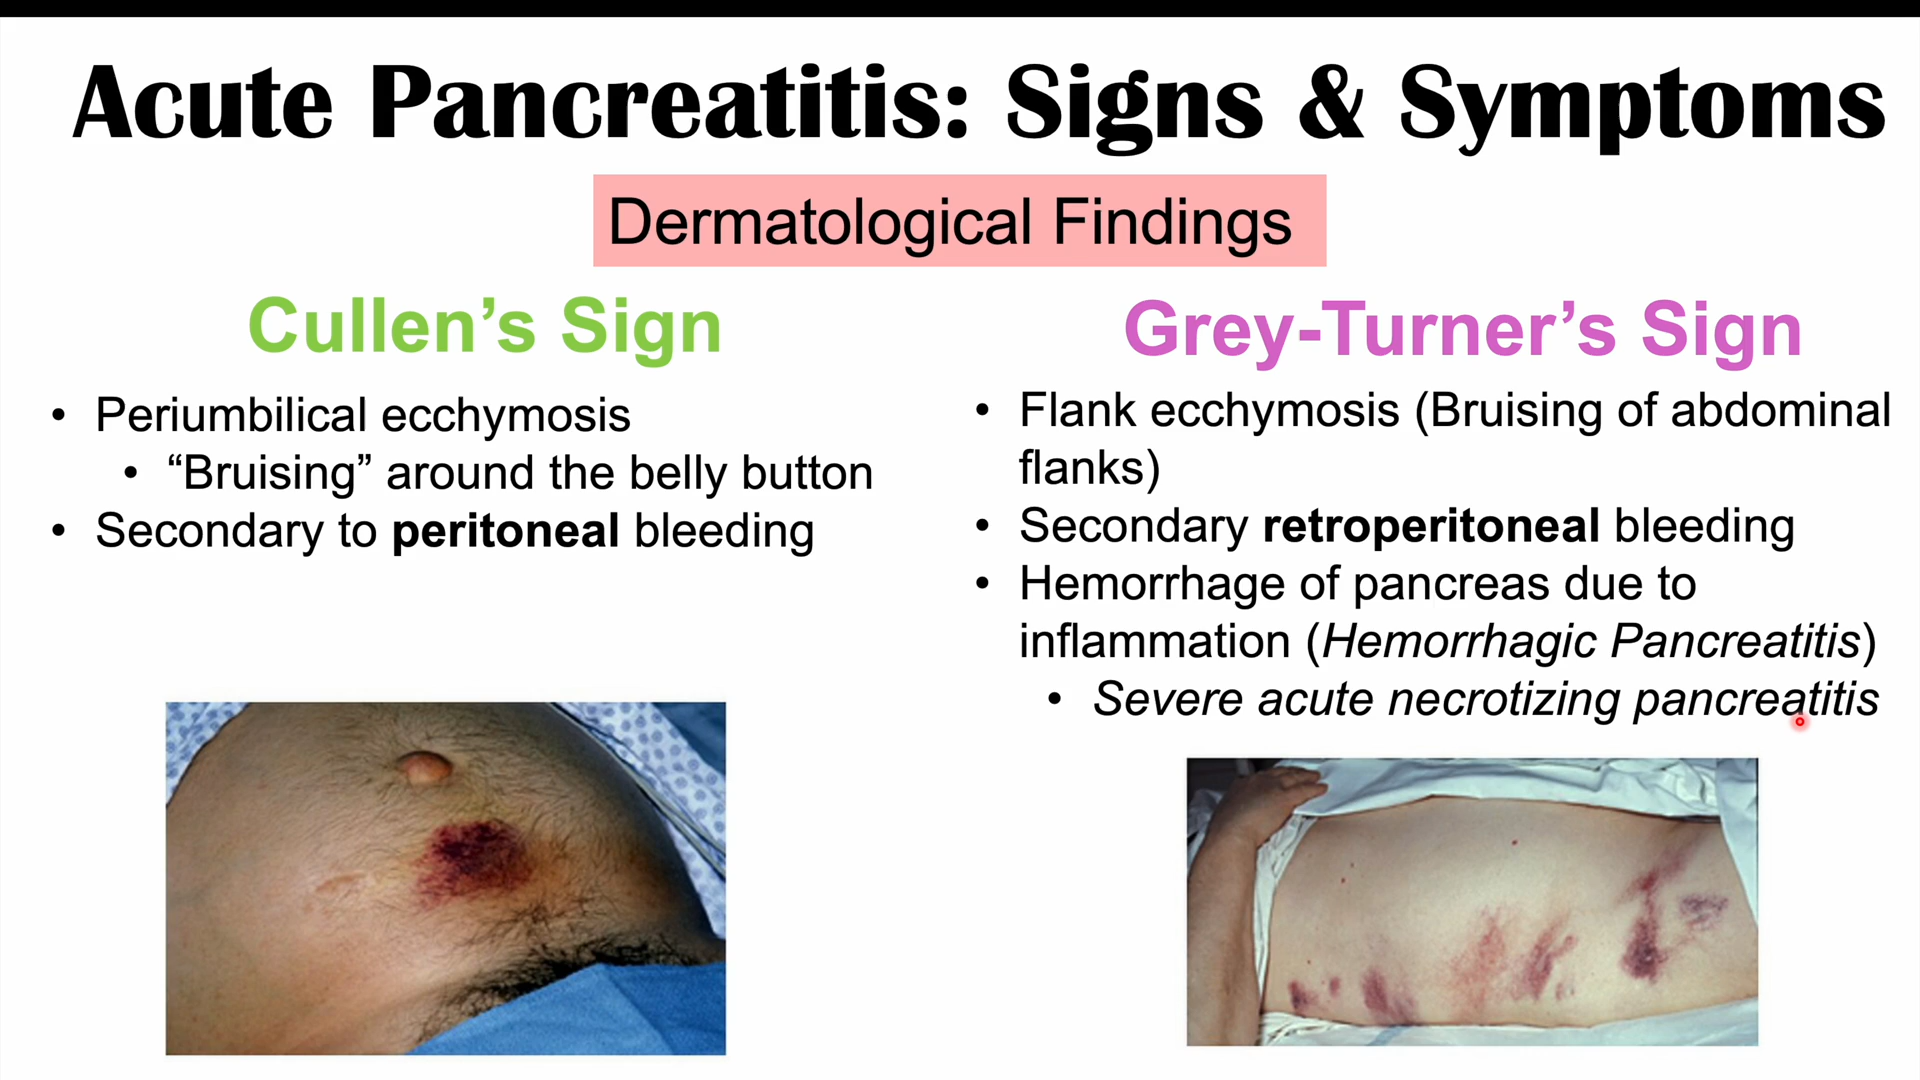 Acute Pancreatitis: Signs & Symptoms
Dermatological Findings
Cullen’s Sign
• Periumbilical ecchymosis
• “Bruising” around the belly button
• Secondary to peritoneal bleeding
Grey-Turner’s Sign
• Flank ecchymosis (Bruising of abdominal
flanks)
• Secondary retroperitoneal bleeding
• Hemorrhage of pancreas due to
inflammation (Hemorrhagic Pancreatitis)
• Severe acute necrotizing pancreatitis